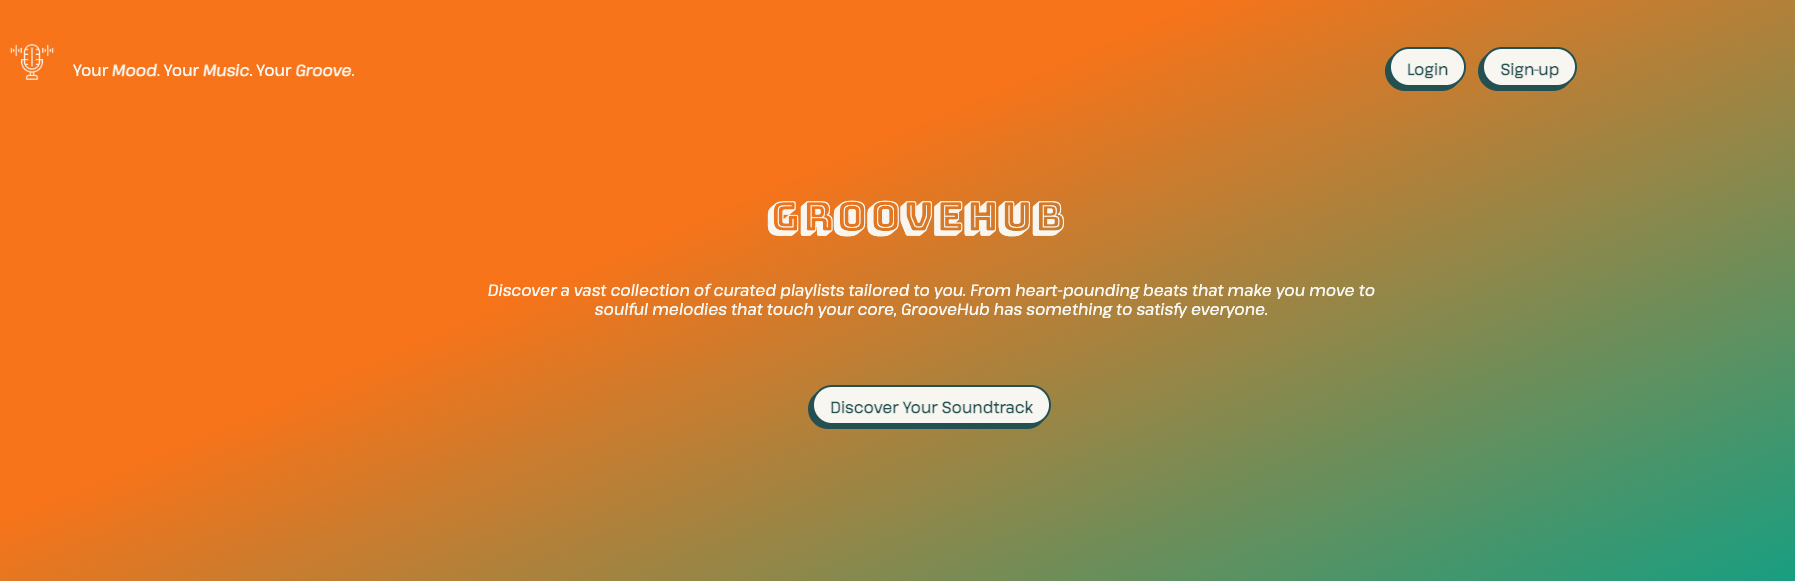 Your Mood. Your Music. Your Groove.
Login
Sign-up
GROOVEHUB
Discover a vast collection of curated playlists tailored to you. From heart-pounding beats that make you move to
soulful melodies that touch your core, GrooveHub has something to satisfy everyone.
Discover Your Soundtrack